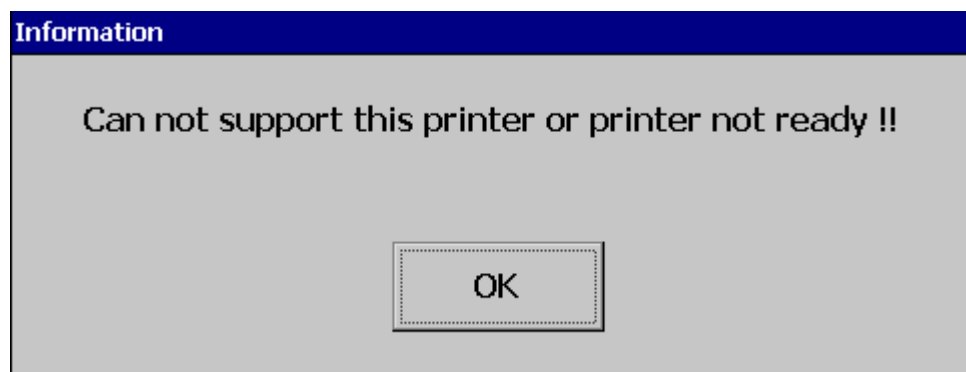 Information
Can not support this printer or printer not ready !!
OK